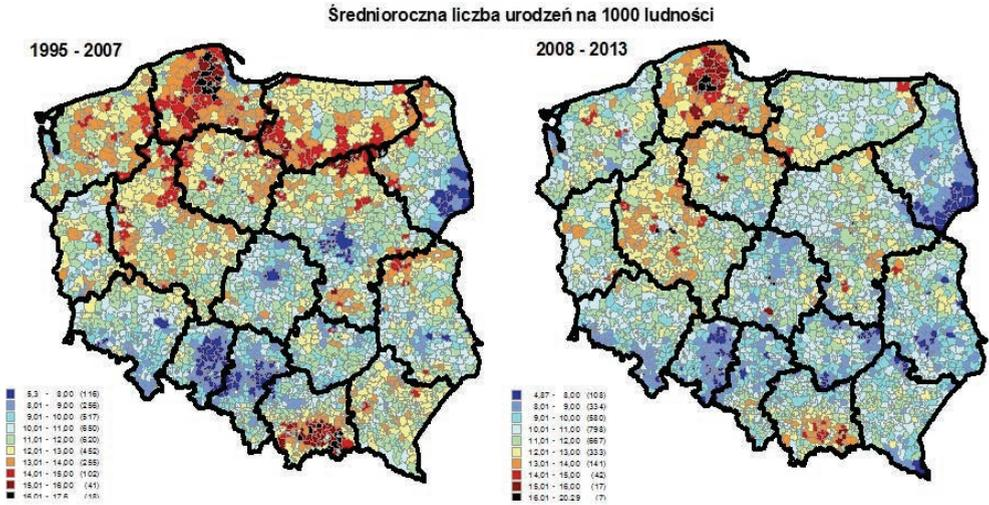 Średnioroczna liczba urodzeń na 1000 ludności
1995 - 2007
2008 - 2013
5,3 - 8,00 (116)
8,01 - 9,00 (256)
9,01 - 10,00 (517)
10,01 - 11,00 (650)
11,01 - 12,00 (620)
12,01 - 13,00 (452)
13,01 - 14,00 (255)
14,01 - 15,00 (102)
15,01 - 16,00 (41)
16,01 - 17,6 (18)
4,87 - 8,00 (108)
8,01 - 9,00 (334)
9,01 - 10,00 (580)
10,01 - 11,00 (798)
11,01 - 12,00 (667)
12,01 - 13,00 (333)
13,01 - 14,00 (141)
14,01 - 15,00 (42)
15,01 - 16,00 (17)
16,01 - 20,29 (7)